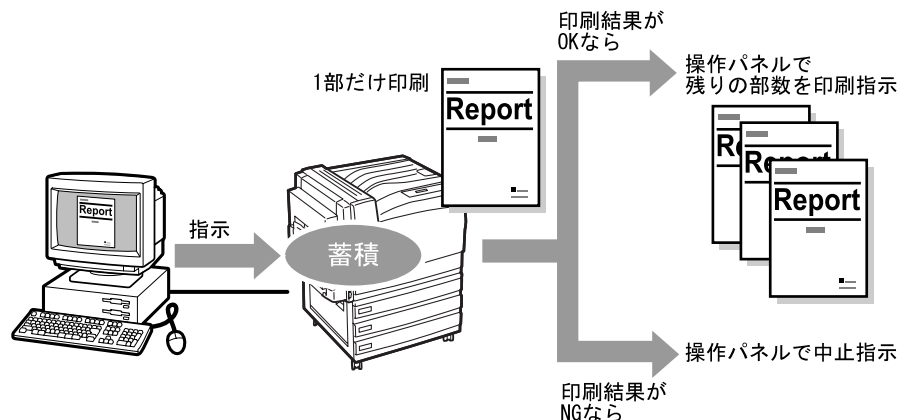 印刷結果が
OKなら
操作パネルで
残りの部数を印刷指示
1部だけ印刷
Report
Report
Report
Report
Report
指示
蓄積
操作パネルで中止指示
印刷結果が
NGなら